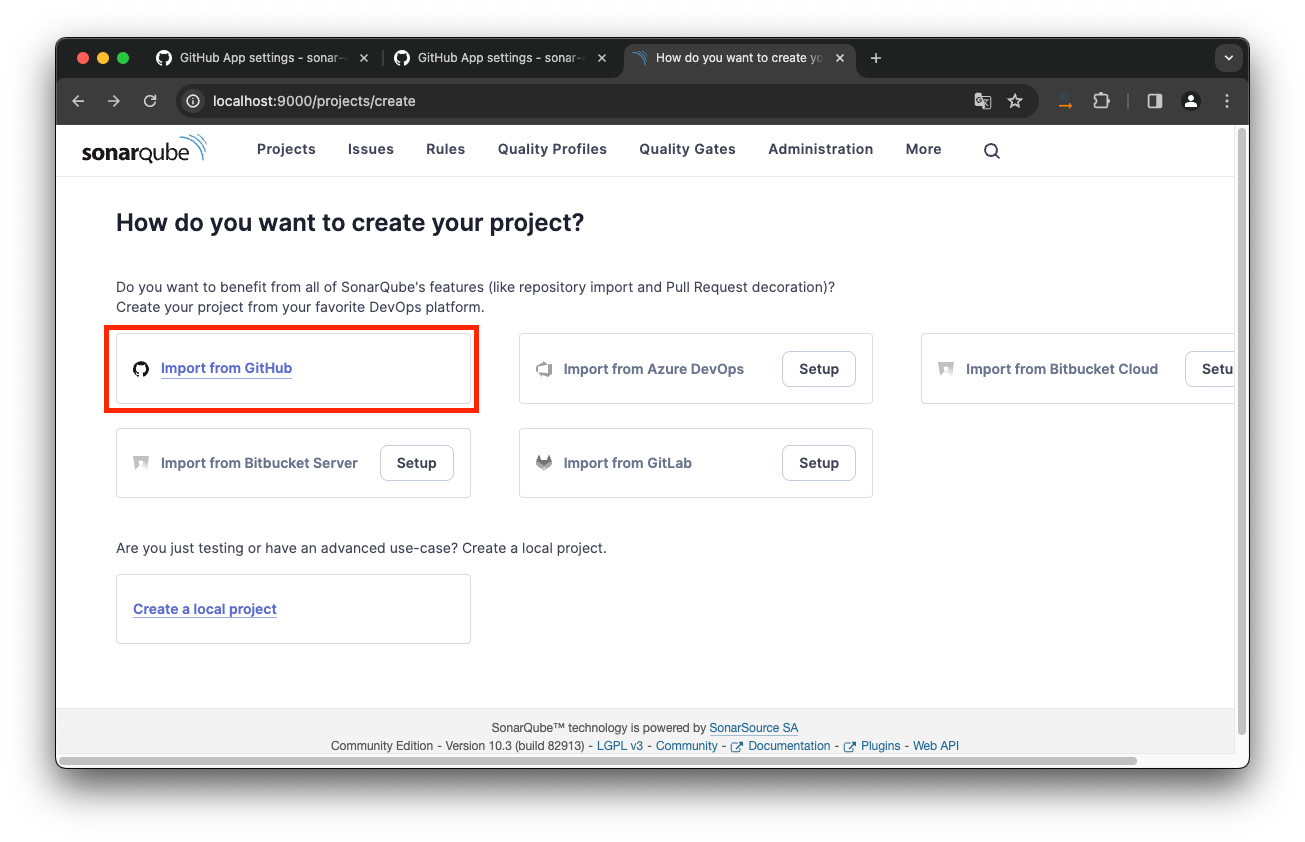 GitHub App settings - sonar-
GitHub App settings - sonar-
How do you want to create yo
localhost:9000/projects/create
sonarqube
Projects
Issues
Rules
Quality Profiles
Quality Gates
Administration
More
How do you want to create your project?
Do you want to benefit from all of SonarQube's features (like repository import and Pull Request decoration)?
Create your project from your favorite DevOps platform.
Import from GitHub
Import from Azure DevOps
Setup
Import from Bitbucket Cloud
Setu
Import from Bitbucket Server
Setup
Import from GitLab
Setup
Are you just testing or have an advanced use-case? Create a local project.
Create a local project
SonarQube™ technology is powered by SonarSource SA
Community Edition - Version 10.3 (build 82913) - LGPL v3 - Community - Documentation - Plugins - Web API